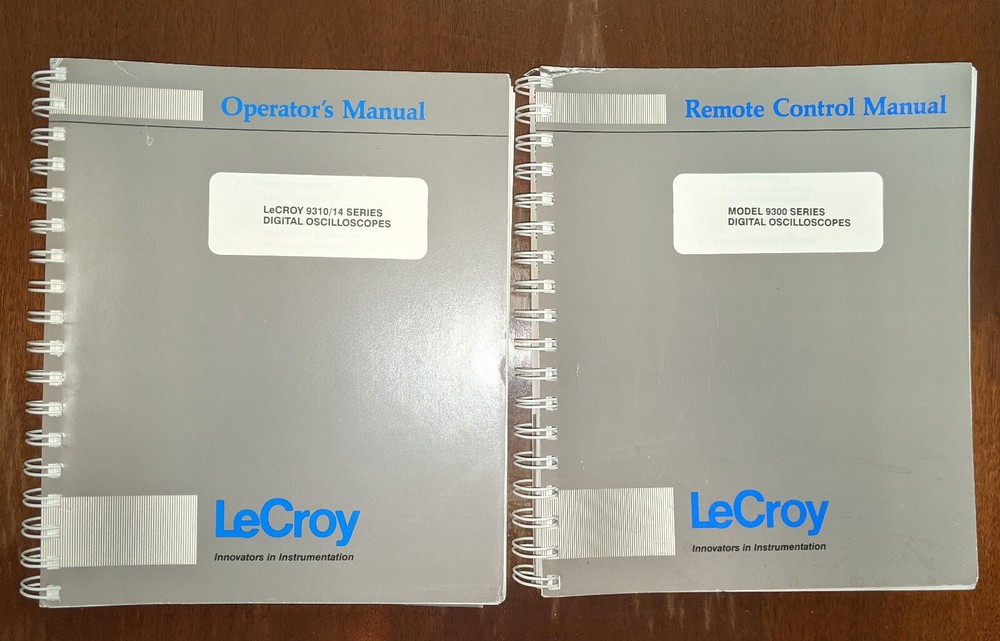 Operator's Manual
LeCROY 9310/14 SERIES
DIGITAL OSCILLOSCOPES
LeCroy
Innovators in Instrumentation
Remote Control Manual
MODEL 9300 SERIES
DIGITAL OSCILLOSCOPES
LeCroy
Innovators in Instrumentation